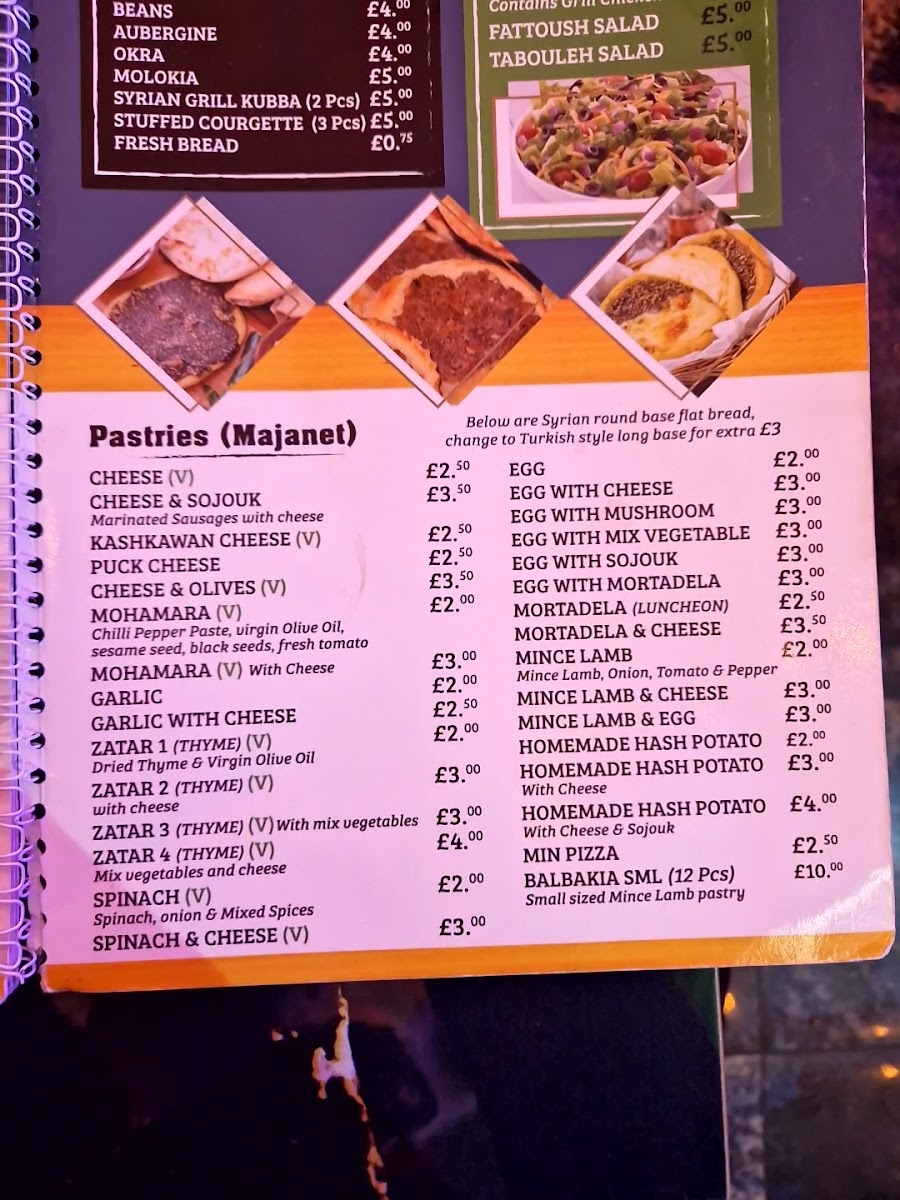 BEANS £4.00
AUBERGINE £4.00
OKRA £4.00
MOLOKIA £5.00
SYRIAN GRILL KUBBA (2 Pcs) £5.00
STUFFED COURGETTE (3 Pcs) £5.00
FRESH BREAD £0.75
Contains Grill Chicken
FATTOUSH SALAD £5.00
TABOULEH SALAD £5.00
Pastries (Majanet)
Below are Syrian round base flat bread,
change to Turkish style long base for extra £3
CHEESE (V) £2.50
CHEESE & SOJOUK £3.50
Marinated Sausages with cheese
KASHKAWAN CHEESE (V) £2.50
PUCK CHEESE £2.50
CHEESE & OLIVES (V) £3.50
MOHAMARA (V) £2.00
Chilli Pepper Paste, virgin Olive Oil,
sesame seed, black seeds, fresh tomato
MOHAMARA (V) With Cheese £3.00
GARLIC £2.00
GARLIC WITH CHEESE £2.50
ZATAR 1 (THYME) (V) £2.00
Dried Thyme & Virgin Olive Oil
ZATAR 2 (THYME) (V) £3.00
with cheese
ZATAR 3 (THYME) (V) With mix vegetables £3.00
ZATAR 4 (THYME) (V) £4.00
Mix vegetables and cheese
SPINACH (V) £2.00
Spinach, onion & Mixed Spices
SPINACH & CHEESE (V) £3.00
EGG £2.00
EGG WITH CHEESE £3.00
EGG WITH MUSHROOM £3.00
EGG WITH MIX VEGETABLE £3.00
EGG WITH SOJOUK £3.00
EGG WITH MORTADELA £3.00
MORTADELA (LUNCHEON) £2.50
MORTADELA & CHEESE £3.50
MINCE LAMB £2.00
Mince Lamb, Onion, Tomato & Pepper
MINCE LAMB & CHEESE £3.00
MINCE LAMB & EGG £3.00
HOMEMADE HASH POTATO £2.00
HOMEMADE HASH POTATO £3.00
With Cheese
HOMEMADE HASH POTATO £4.00
With Cheese & Sojouk
MIN PIZZA £2.50
BALBAKIA SML (12 Pcs) £10.00
Small sized Mince Lamb pastry